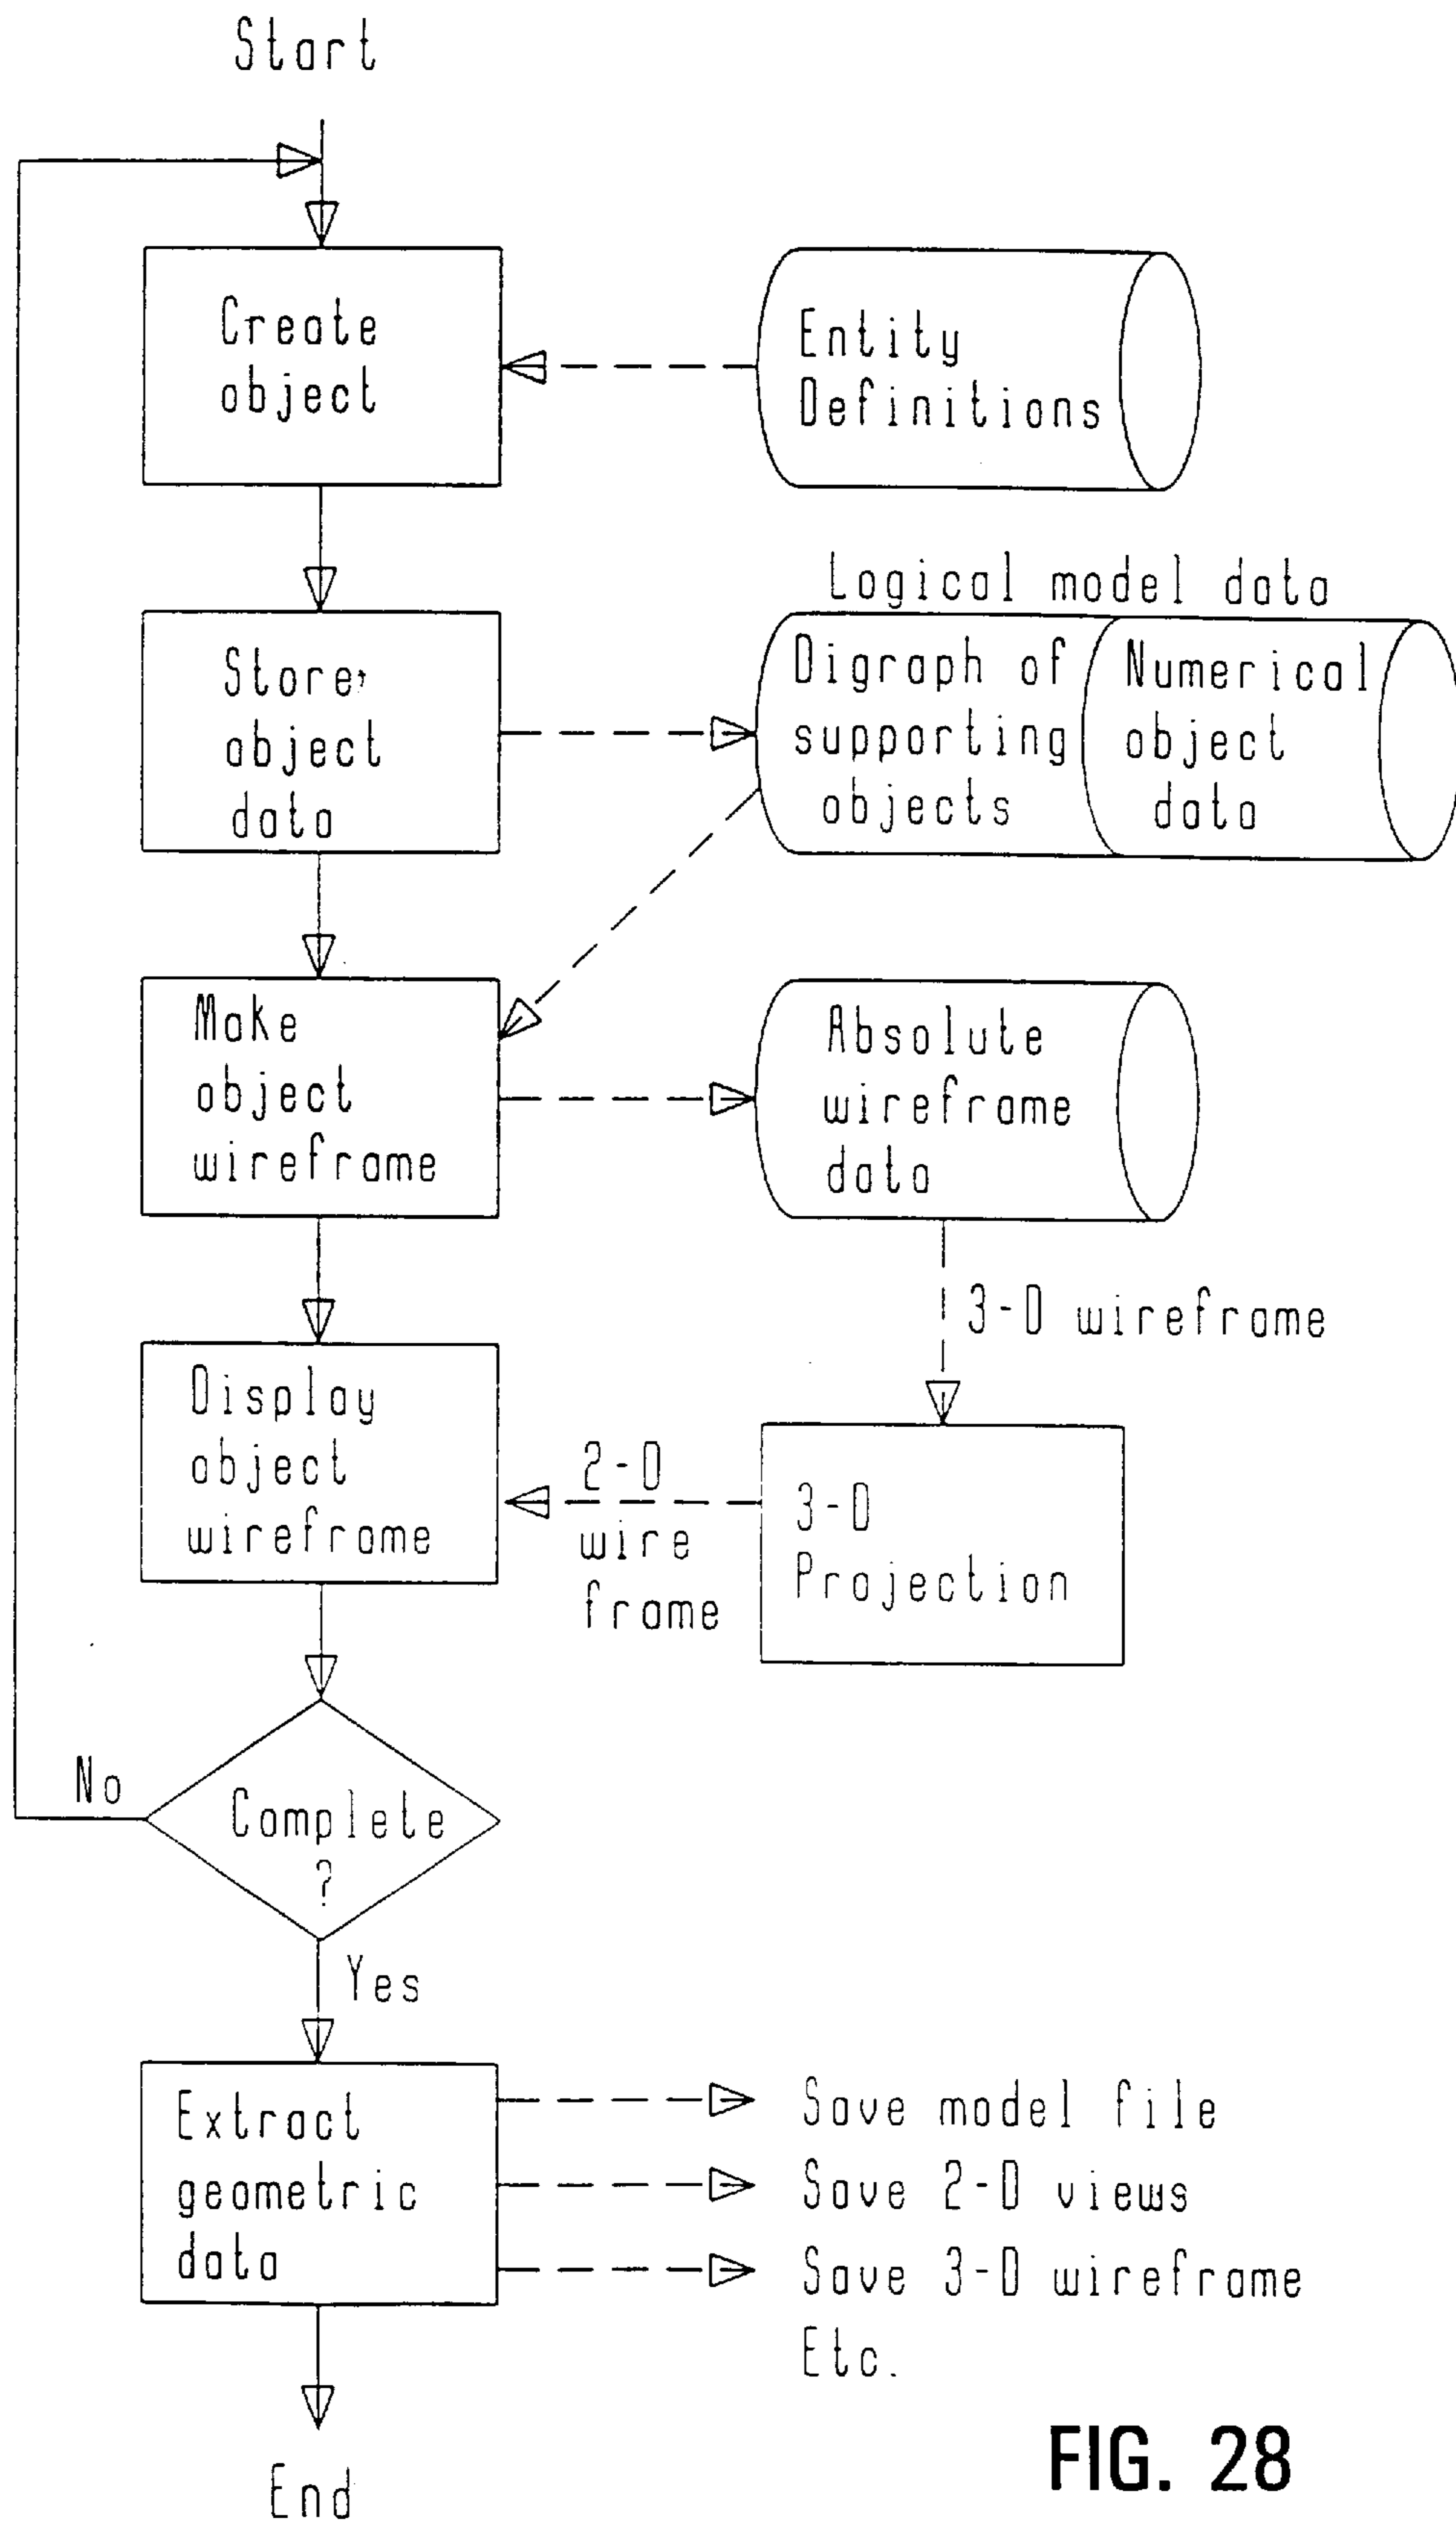 Start
Create
object
Entity
Definitions
Logical model data
Store
object
data
Digraph of
supporting
objects
Numerical
object
data
Make
object
wireframe
Absolute
wireframe
data
3-D wireframe
Display
object
wireframe
2-D
wire
frame
3-D
Projection
No
Complete
?
Yes
Extract
geometric
data
Save model file
Save 2-D views
Save 3-D wireframe
Etc.
End
FIG. 28